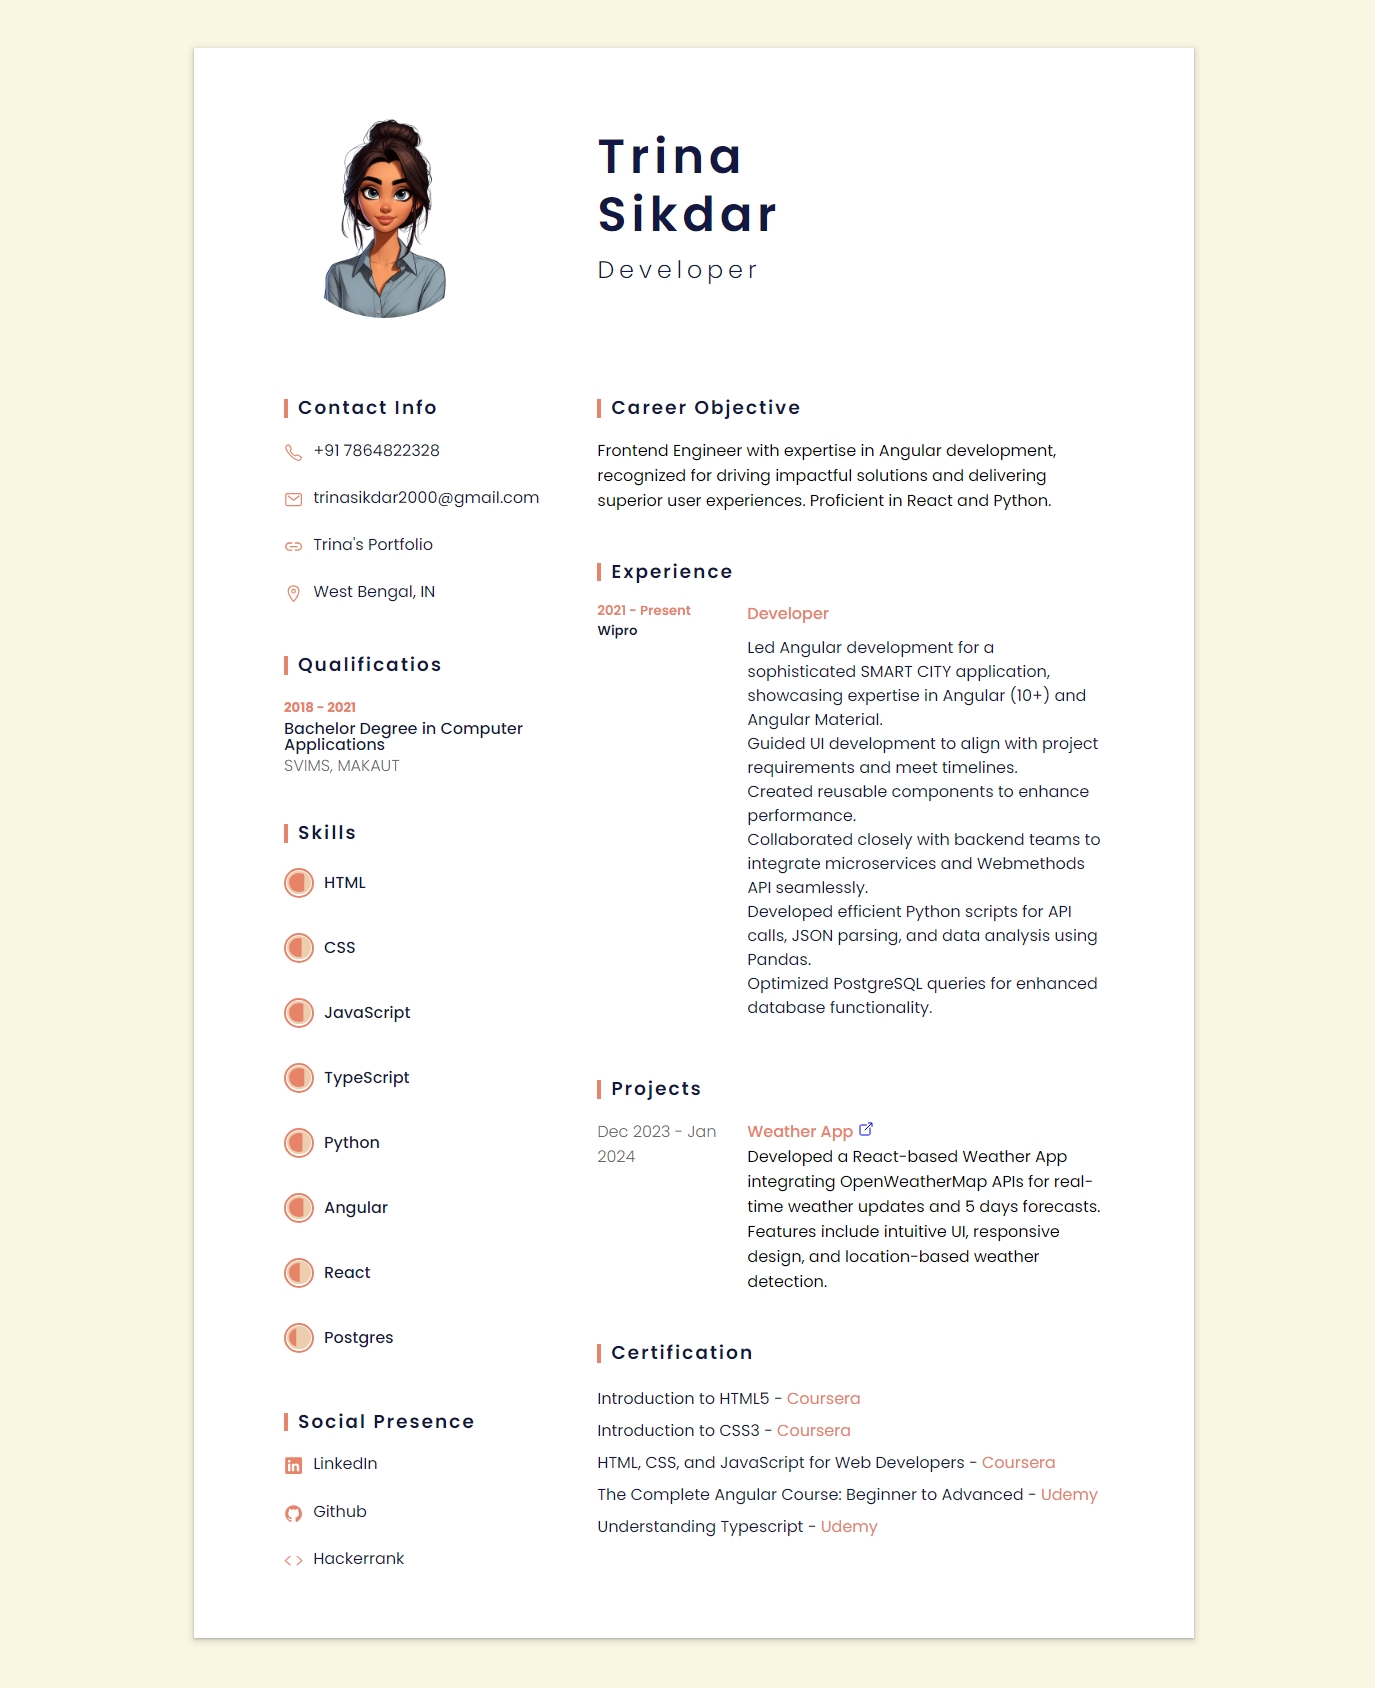 Trina
Sikdar
Developer
Contact Info
+91 7864822328
trinasikdar2000@gmail.com
Trina's Portfolio
West Bengal, IN
Qualificatios
2018 - 2021
Bachelor Degree in Computer
Applications
SVIMS, MAKAUT
Skills
HTML
CSS
JavaScript
TypeScript
Python
Angular
React
Postgres
Social Presence
LinkedIn
Github
Hackerrank
Career Objective
Frontend Engineer with expertise in Angular development,
recognized for driving impactful solutions and delivering
superior user experiences. Proficient in React and Python.
Experience
2021 - Present
Wipro
Developer
Led Angular development for a
sophisticated SMART CITY application,
showcasing expertise in Angular (10+) and
Angular Material.
Guided UI development to align with project
requirements and meet timelines.
Created reusable components to enhance
performance.
Collaborated closely with backend teams to
integrate microservices and Webmethods
API seamlessly.
Developed efficient Python scripts for API
calls, JSON parsing, and data analysis using
Pandas.
Optimized PostgreSQL queries for enhanced
database functionality.
Projects
Dec 2023 - Jan
2024
Weather App
Developed a React-based Weather App
integrating OpenWeatherMap APIs for real-
time weather updates and 5 days forecasts.
Features include intuitive UI, responsive
design, and location-based weather
detection.
Certification
Introduction to HTML5 - Coursera
Introduction to CSS3 - Coursera
HTML, CSS, and JavaScript for Web Developers - Coursera
The Complete Angular Course: Beginner to Advanced - Udemy
Understanding Typescript - Udemy